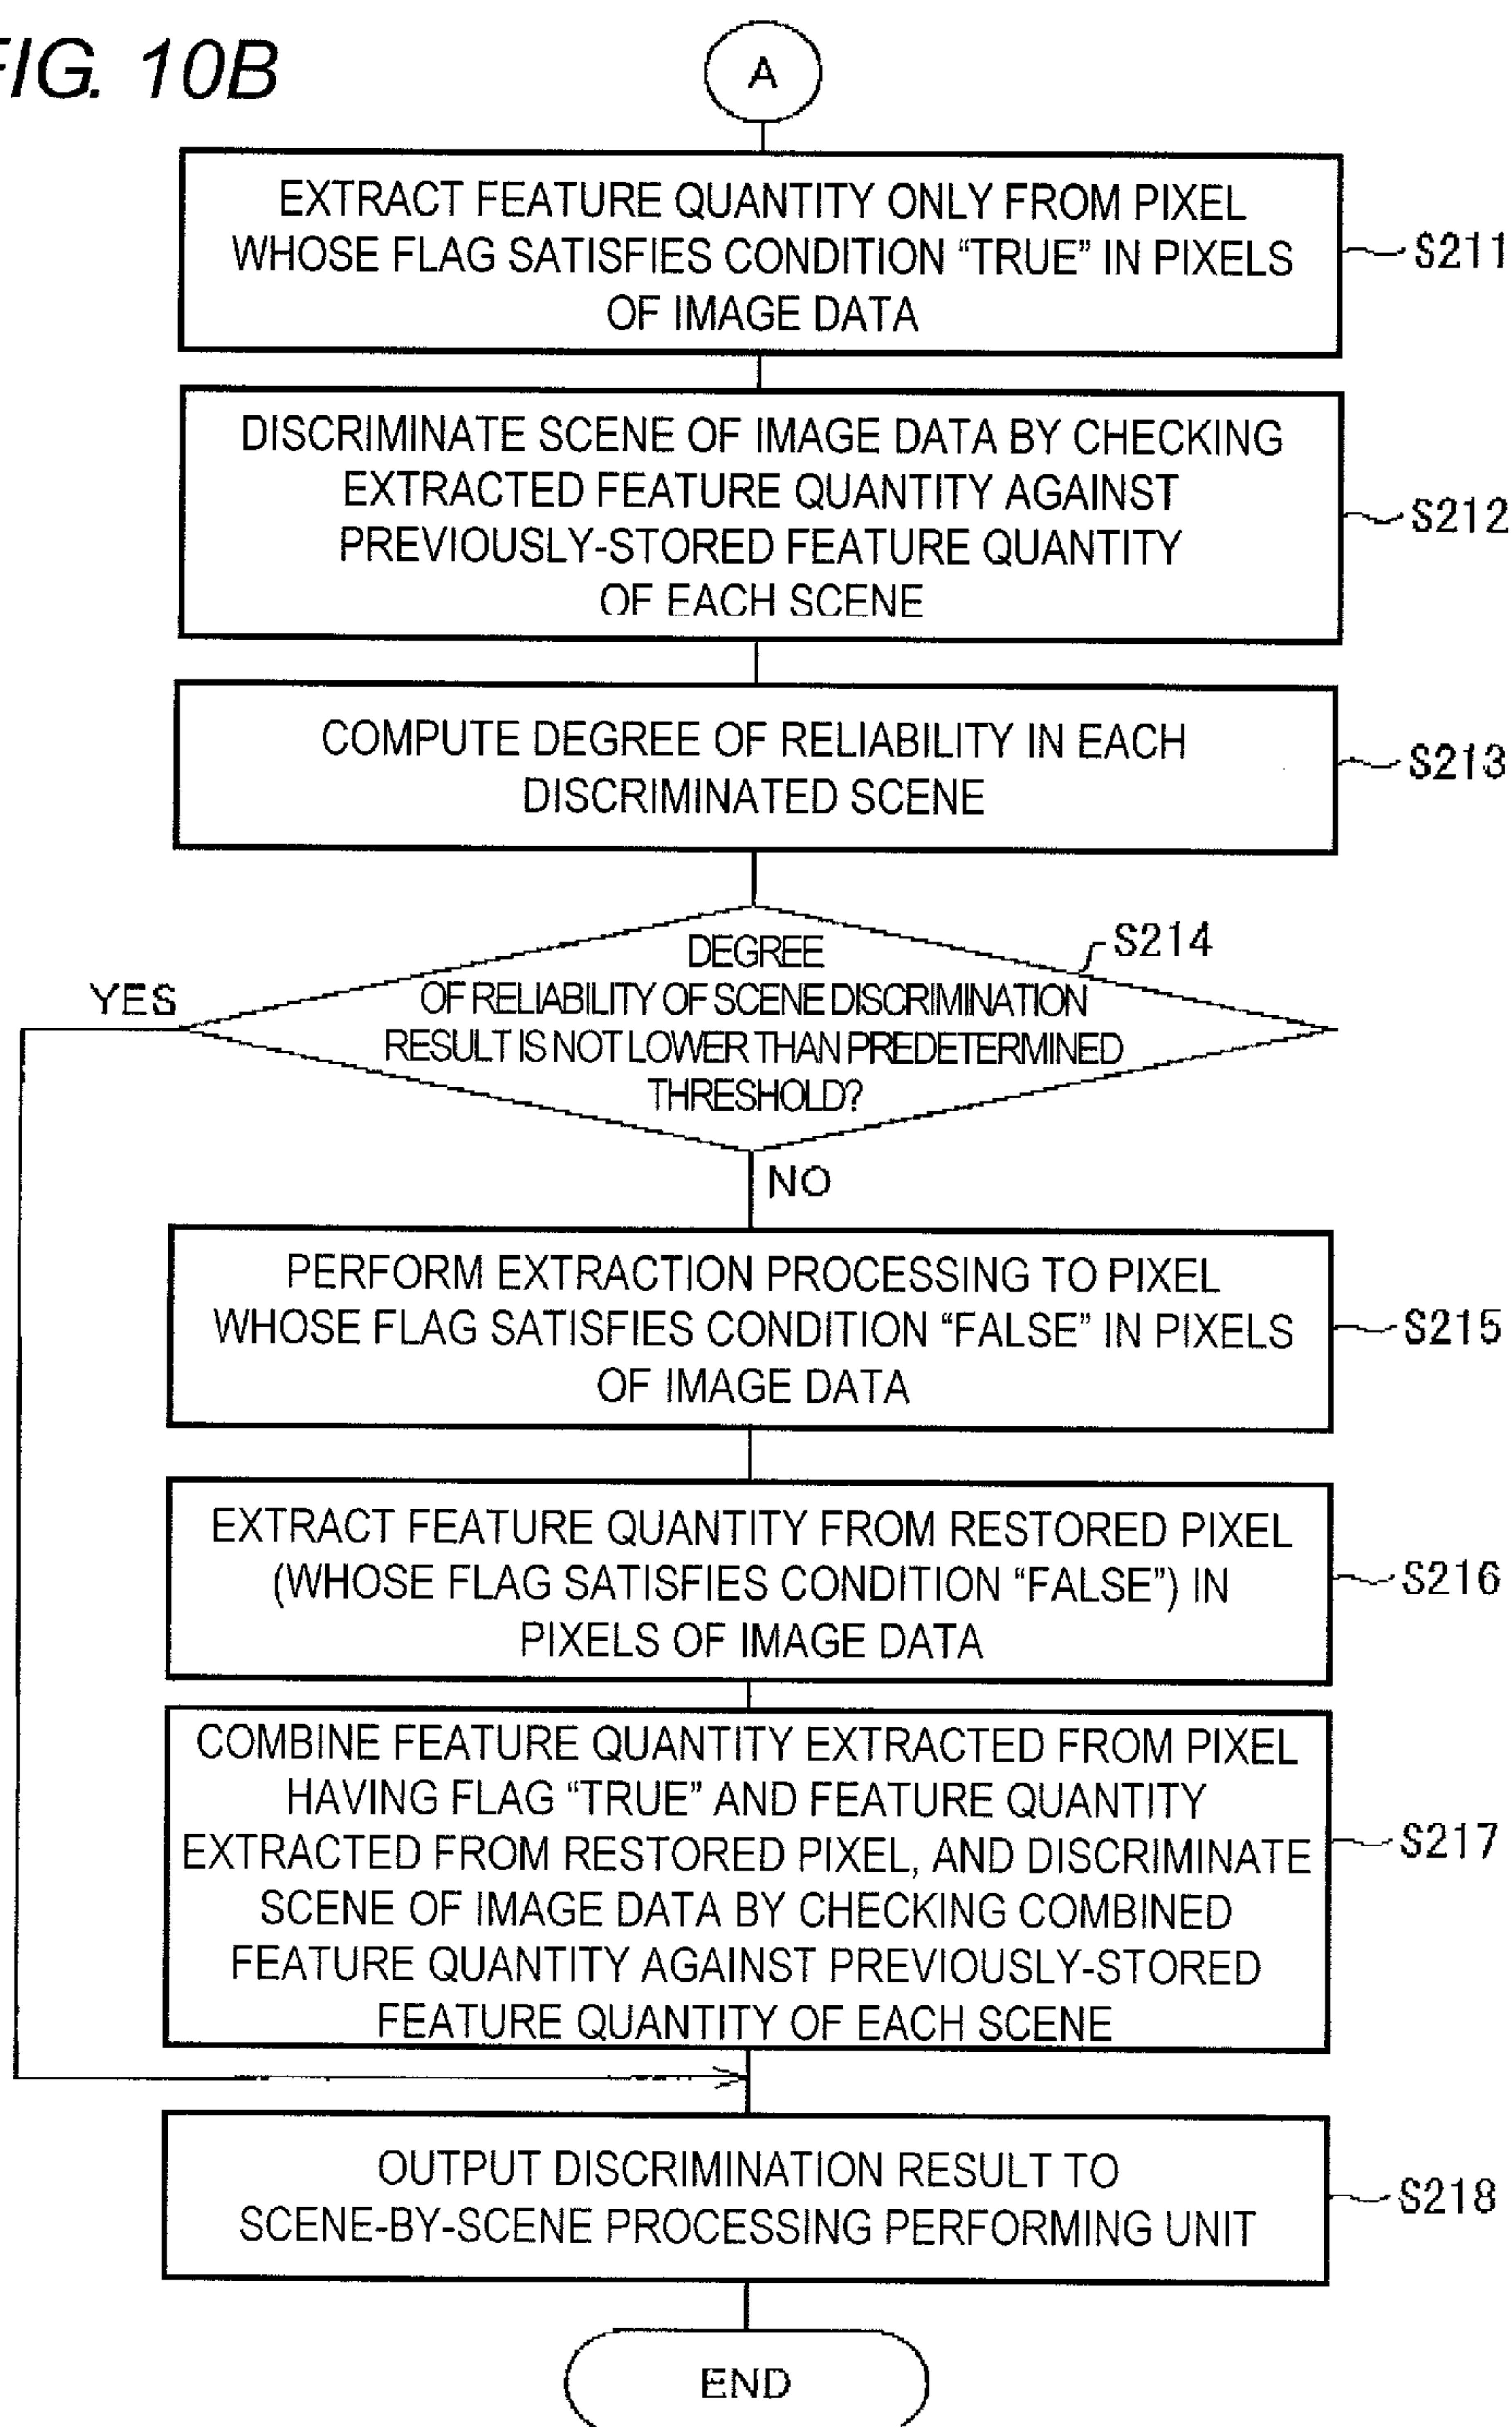 FIG. 10B
A
EXTRACT FEATURE QUANTITY ONLY FROM PIXEL
WHOSE FLAG SATISFIES CONDITION "TRUE" IN PIXELS
OF IMAGE DATA
S211
DISCRIMINATE SCENE OF IMAGE DATA BY CHECKING
EXTRACTED FEATURE QUANTITY AGAINST
PREVIOUSLY-STORED FEATURE QUANTITY
OF EACH SCENE
S212
COMPUTE DEGREE OF RELIABILITY IN EACH
DISCRIMINATED SCENE
S213
DEGREE
OF RELIABILITY OF SCENE DISCRIMINATION
RESULT IS NOT LOWER THAN PREDETERMINED
THRESHOLD?
S214
YES
NO
PERFORM EXTRACTION PROCESSING TO PIXEL
WHOSE FLAG SATISFIES CONDITION "FALSE" IN PIXELS
OF IMAGE DATA
S215
EXTRACT FEATURE QUANTITY FROM RESTORED PIXEL
(WHOSE FLAG SATISFIES CONDITION "FALSE") IN
PIXELS OF IMAGE DATA
S216
COMBINE FEATURE QUANTITY EXTRACTED FROM PIXEL
HAVING FLAG "TRUE" AND FEATURE QUANTITY
EXTRACTED FROM RESTORED PIXEL, AND DISCRIMINATE
SCENE OF IMAGE DATA BY CHECKING COMBINED
FEATURE QUANTITY AGAINST PREVIOUSLY-STORED
FEATURE QUANTITY OF EACH SCENE
S217
OUTPUT DISCRIMINATION RESULT TO
SCENE-BY-SCENE PROCESSING PERFORMING UNIT
S218
END